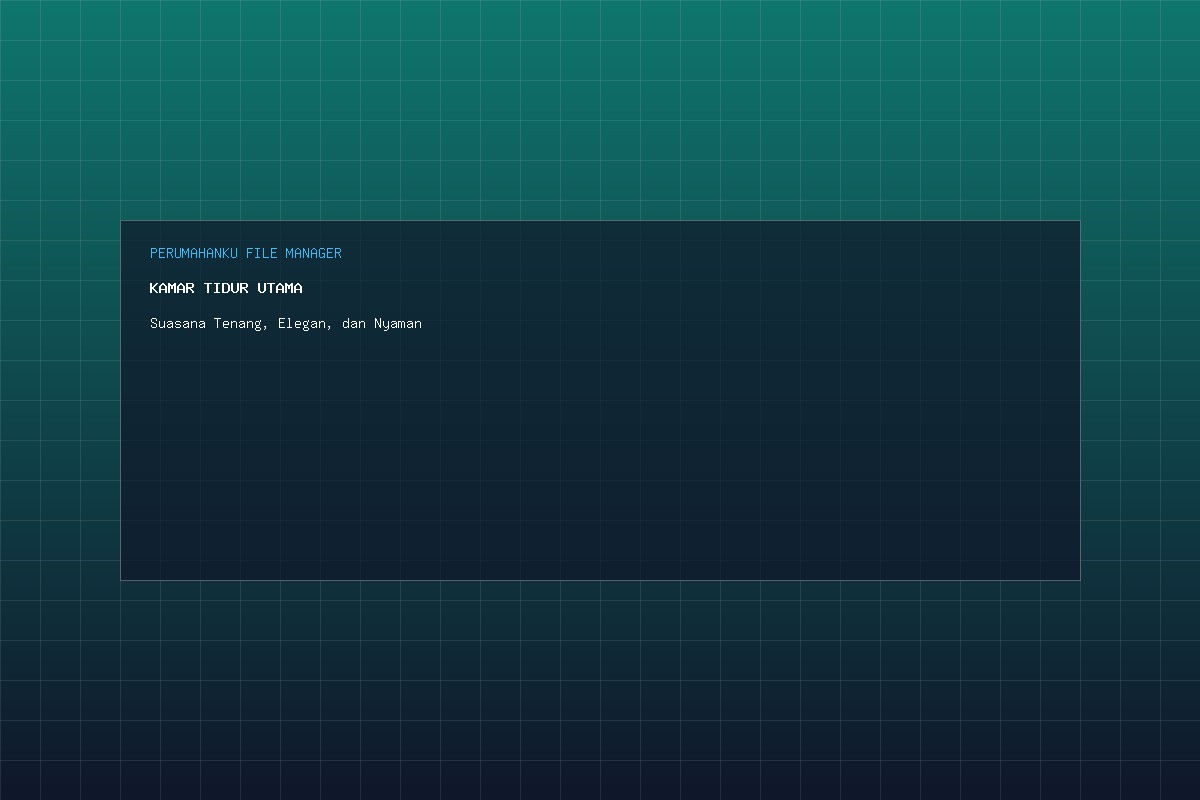 PERUMAHANKU FILE MANAGER
KAMAR TIDUR UTAMA
Suasana Tenang, Elegan, dan Nyaman